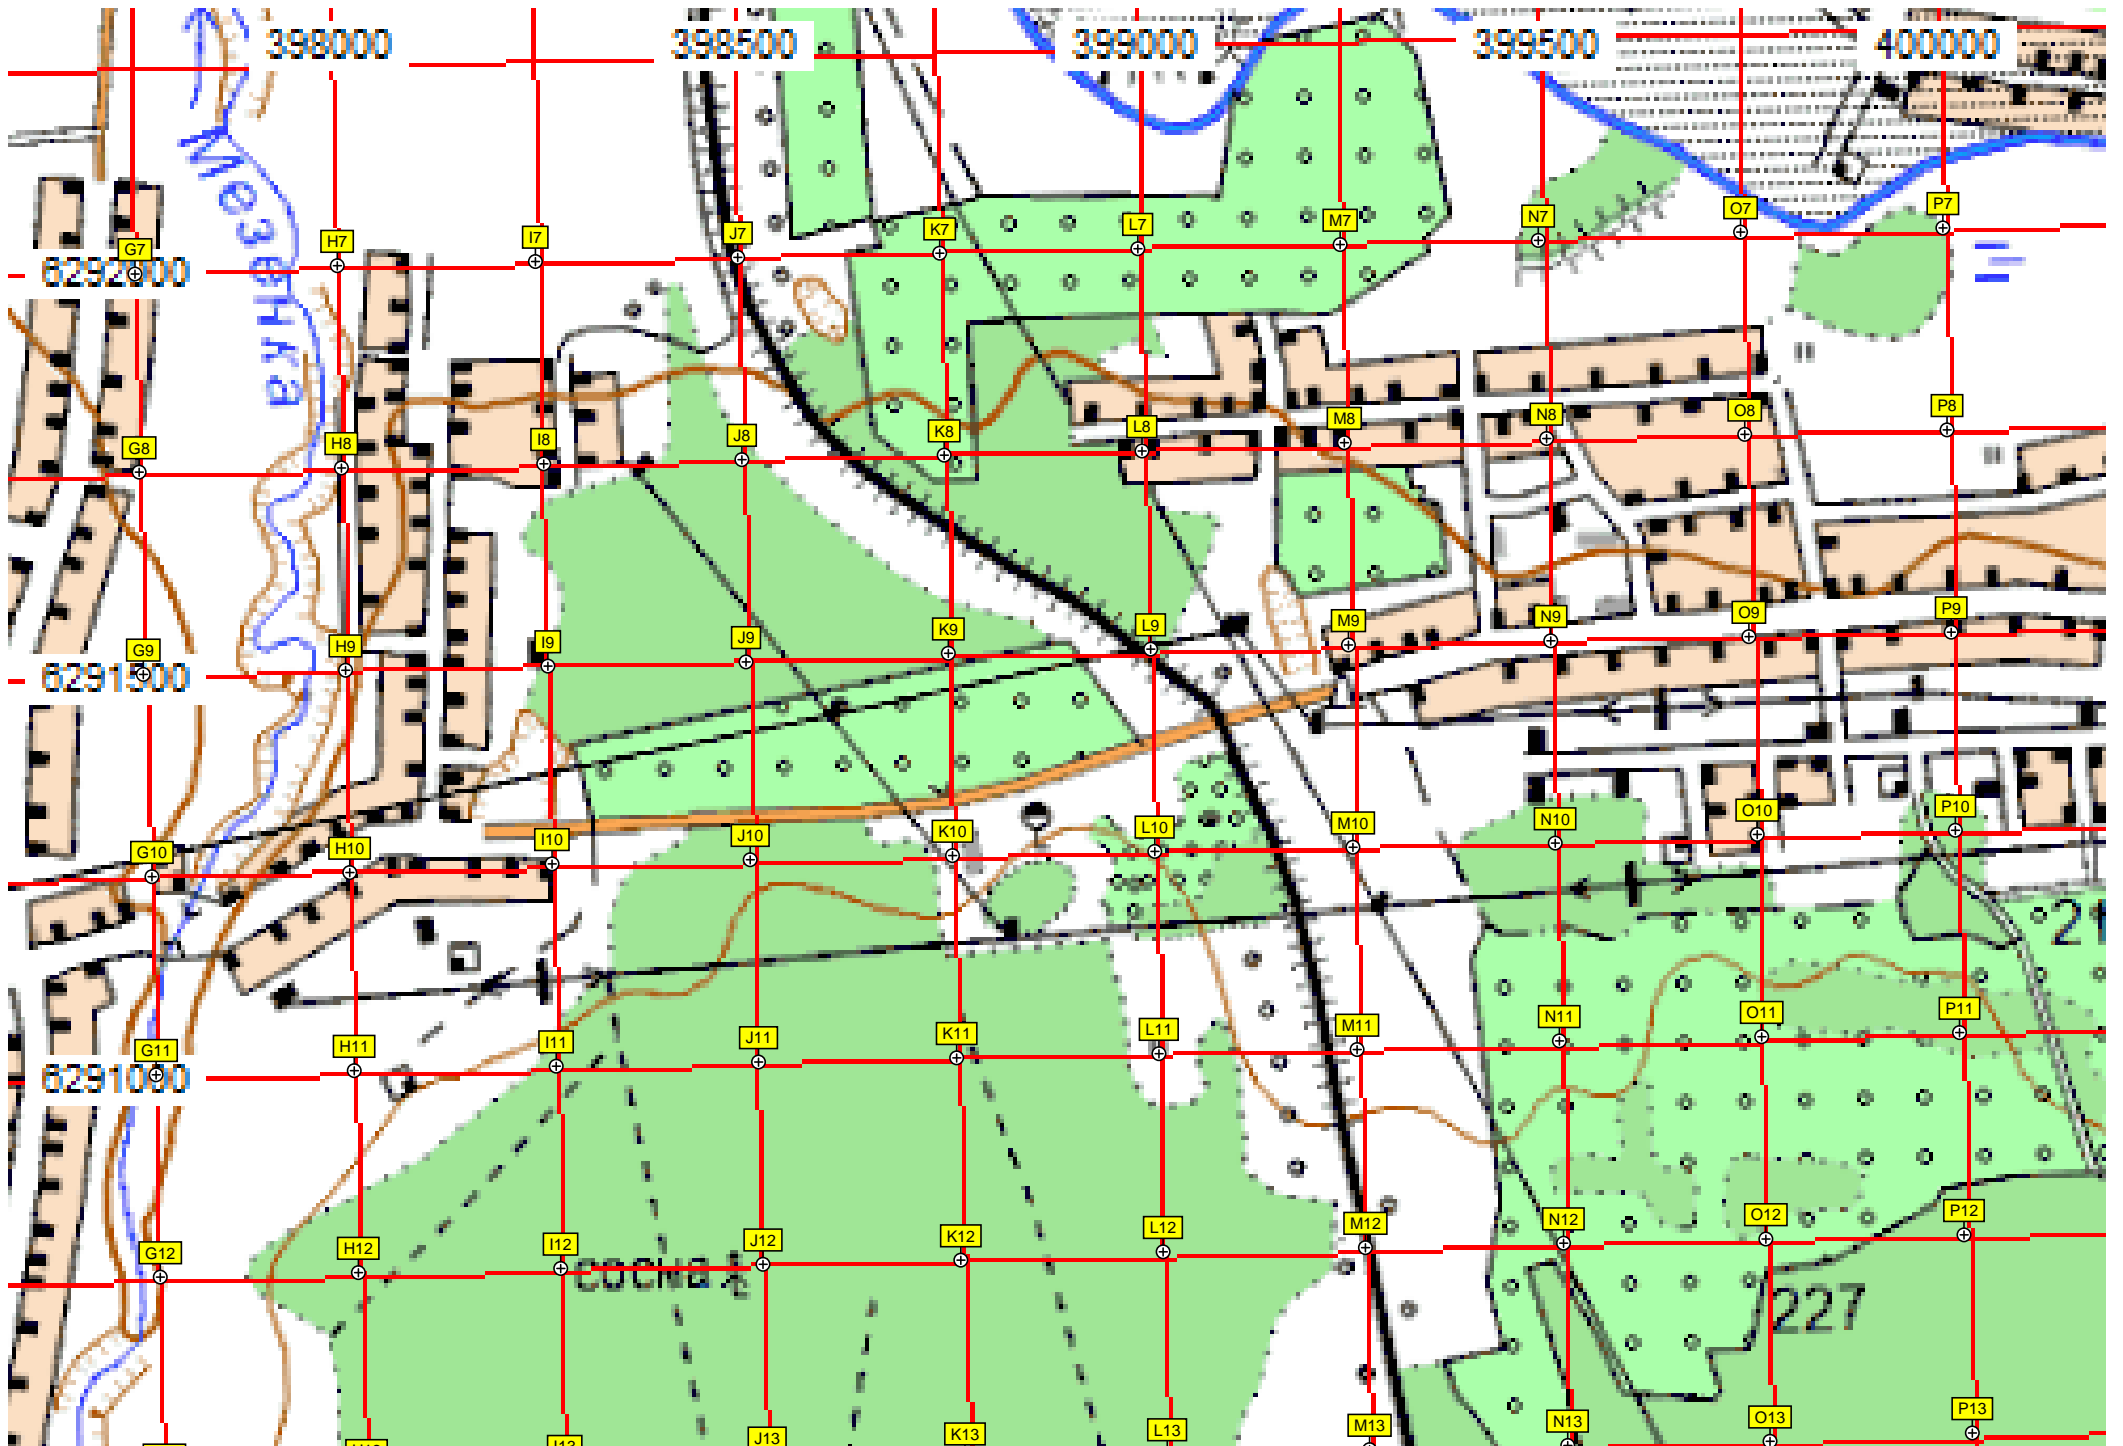 398000 398500 399000 399500 400000
Мезенка
G7 H7 I7 J7 K7 L7 M7 N7 O7 P7
6292000
G8 H8 I8 J8 K8 L8 M8 N8 O8 P8
G9 H9 I9 J9 K9 L9 M9 N9 O9 P9
6291500
G10 H10 I10 J10 K10 L10 M10 N10 O10 P10
G11 H11 I11 J11 K11 L11 M11 N11 O11 P11
6291000
G12 H12 I12 J12 K12 L12 M12 N12 O12 P12
сосна
227
I13 J13 K13 L13 M13 N13 O13 P13